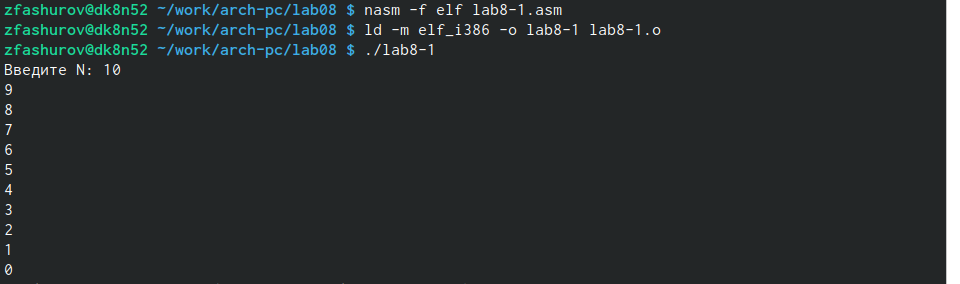 zfashurov@dk8n52 ~/work/arch-pc/lab08 $ nasm -f elf lab8-1.asm
zfashurov@dk8n52 ~/work/arch-pc/lab08 $ ld -m elf_i386 -o lab8-1 lab8-1.o
zfashurov@dk8n52 ~/work/arch-pc/lab08 $ ./lab8-1
Введите N: 10
9
8
7
6
5
4
3
2
1
0